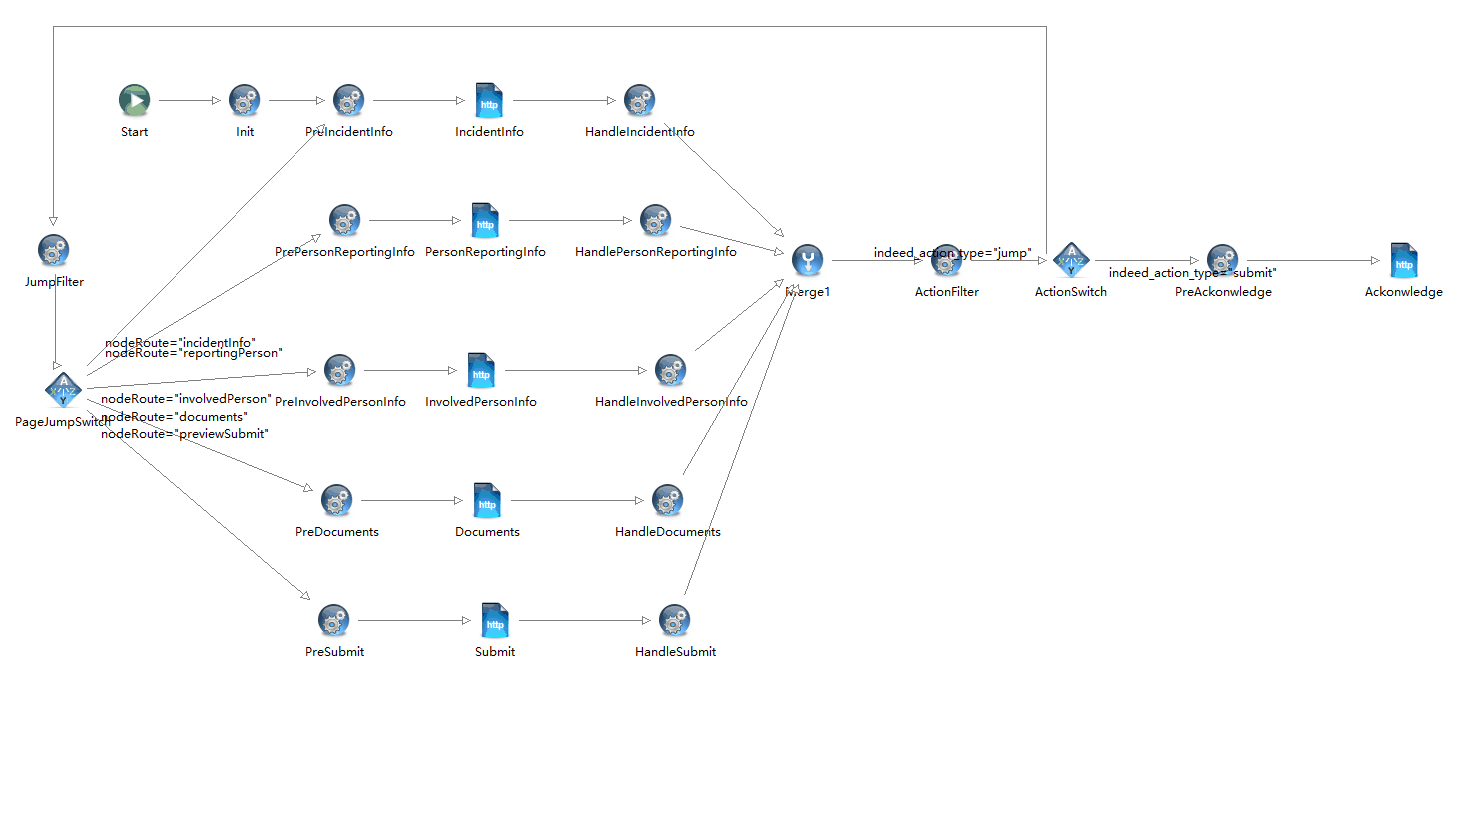 Start
Init
PreIncidentInfo
http
IncidentInfo
HandleIncidentInfo
PrePersonReportingInfo
http
PersonReportingInfo
HandlePersonReportingInfo
JumpFilter
Merge1
indeed_action_type="jump"
ActionFilter
A
Y
ActionSwitch
indeed_action_type="submit"
PreAckonwledge
http
Ackonwledge
nodeRoute="incidentInfo"
nodeRoute="reportingPerson"
A
Y
PageJumpSwitch
nodeRoute="involvedPerson"
nodeRoute="documents"
nodeRoute="previewSubmit"
PreInvolvedPersonInfo
http
InvolvedPersonInfo
HandleInvolvedPersonInfo
PreDocuments
http
Documents
HandleDocuments
PreSubmit
http
Submit
HandleSubmit